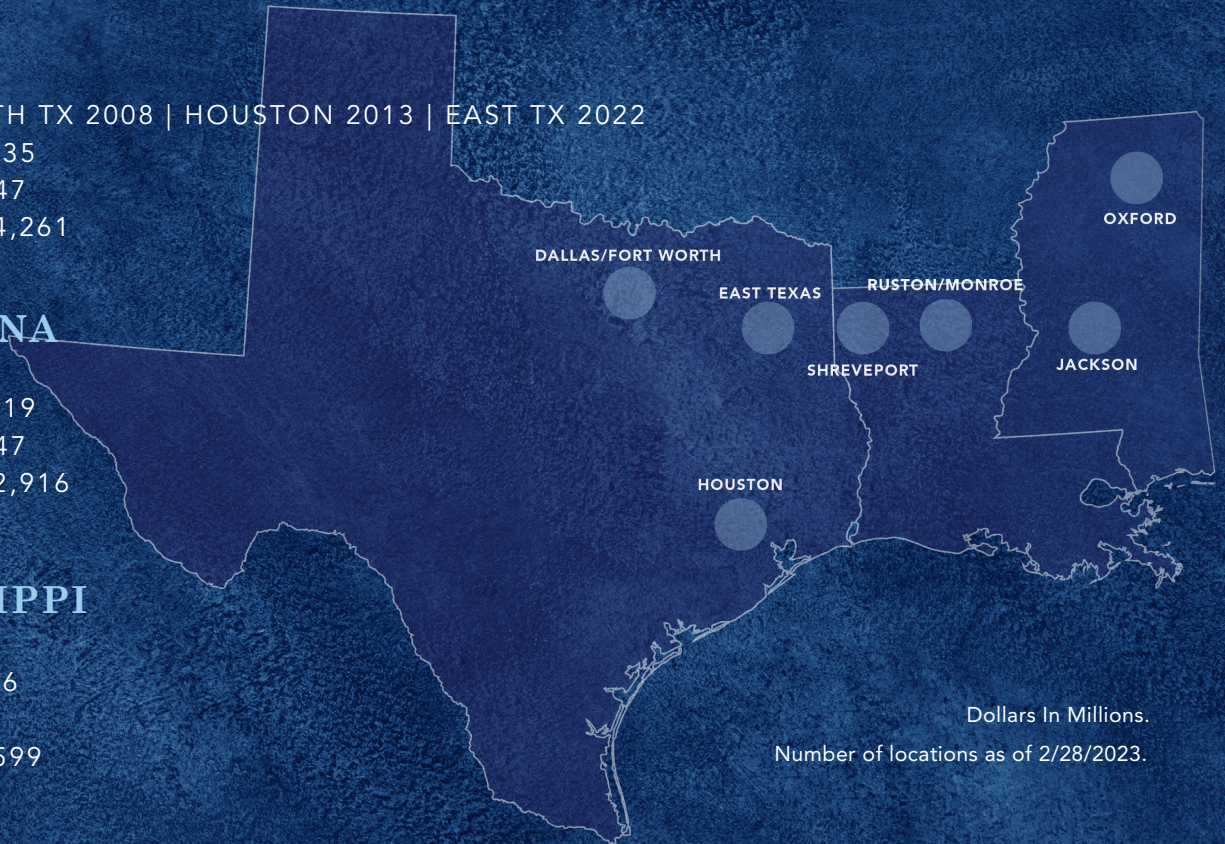 TH TX 2008 | HOUSTON 2013 | EAST TX 2022
35
47
4,261
NA
19
47
2,916
IPPI
6
599
DALLAS/FORT WORTH
EAST TEXAS
RUSTON/MONROE
SHREVEPORT
OXFORD
JACKSON
HOUSTON
Dollars In Millions.
Number of locations as of 2/28/2023.